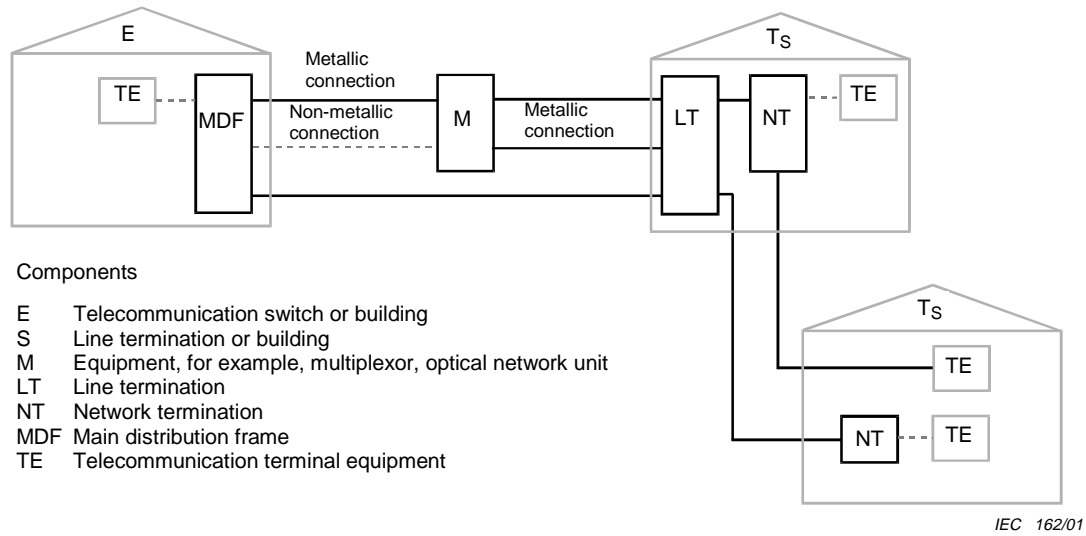 E
TE
MDF
Metallic
connection
Non-metallic
connection
M
Metallic
connection
TS
LT
NT
TE
Components
E Telecommunication switch or building
S Line termination or building
M Equipment, for example, multiplexor, optical network unit
LT Line termination
NT Network termination
MDF Main distribution frame
TE Telecommunication terminal equipment
TS
TE
NT
TE
IEC 162/01